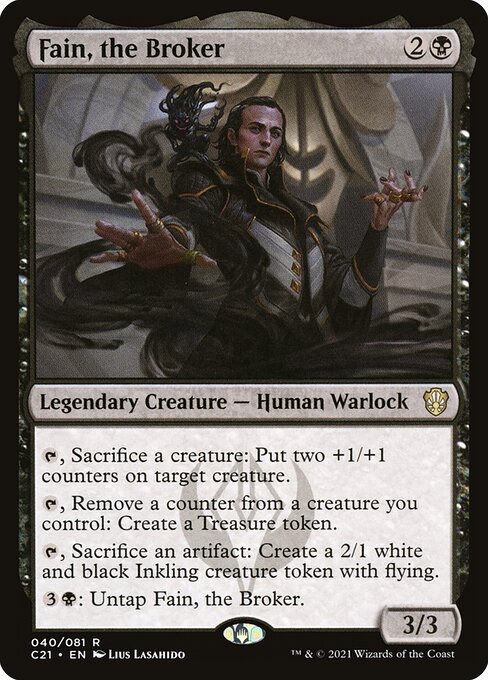 Fain, the Broker 2
Legendary Creature — Human Warlock
, Sacrifice a creature: Put two +1/+1
counters on target creature.
, Remove a counter from a creature you
control: Create a Treasure token.
, Sacrifice an artifact: Create a 2/1 white
and black Inkling creature token with flying.
3: Untap Fain, the Broker.
3/3
040/081 R
C21 • EN Lius Lasahido
™ & © 2021 Wizards of the Coast